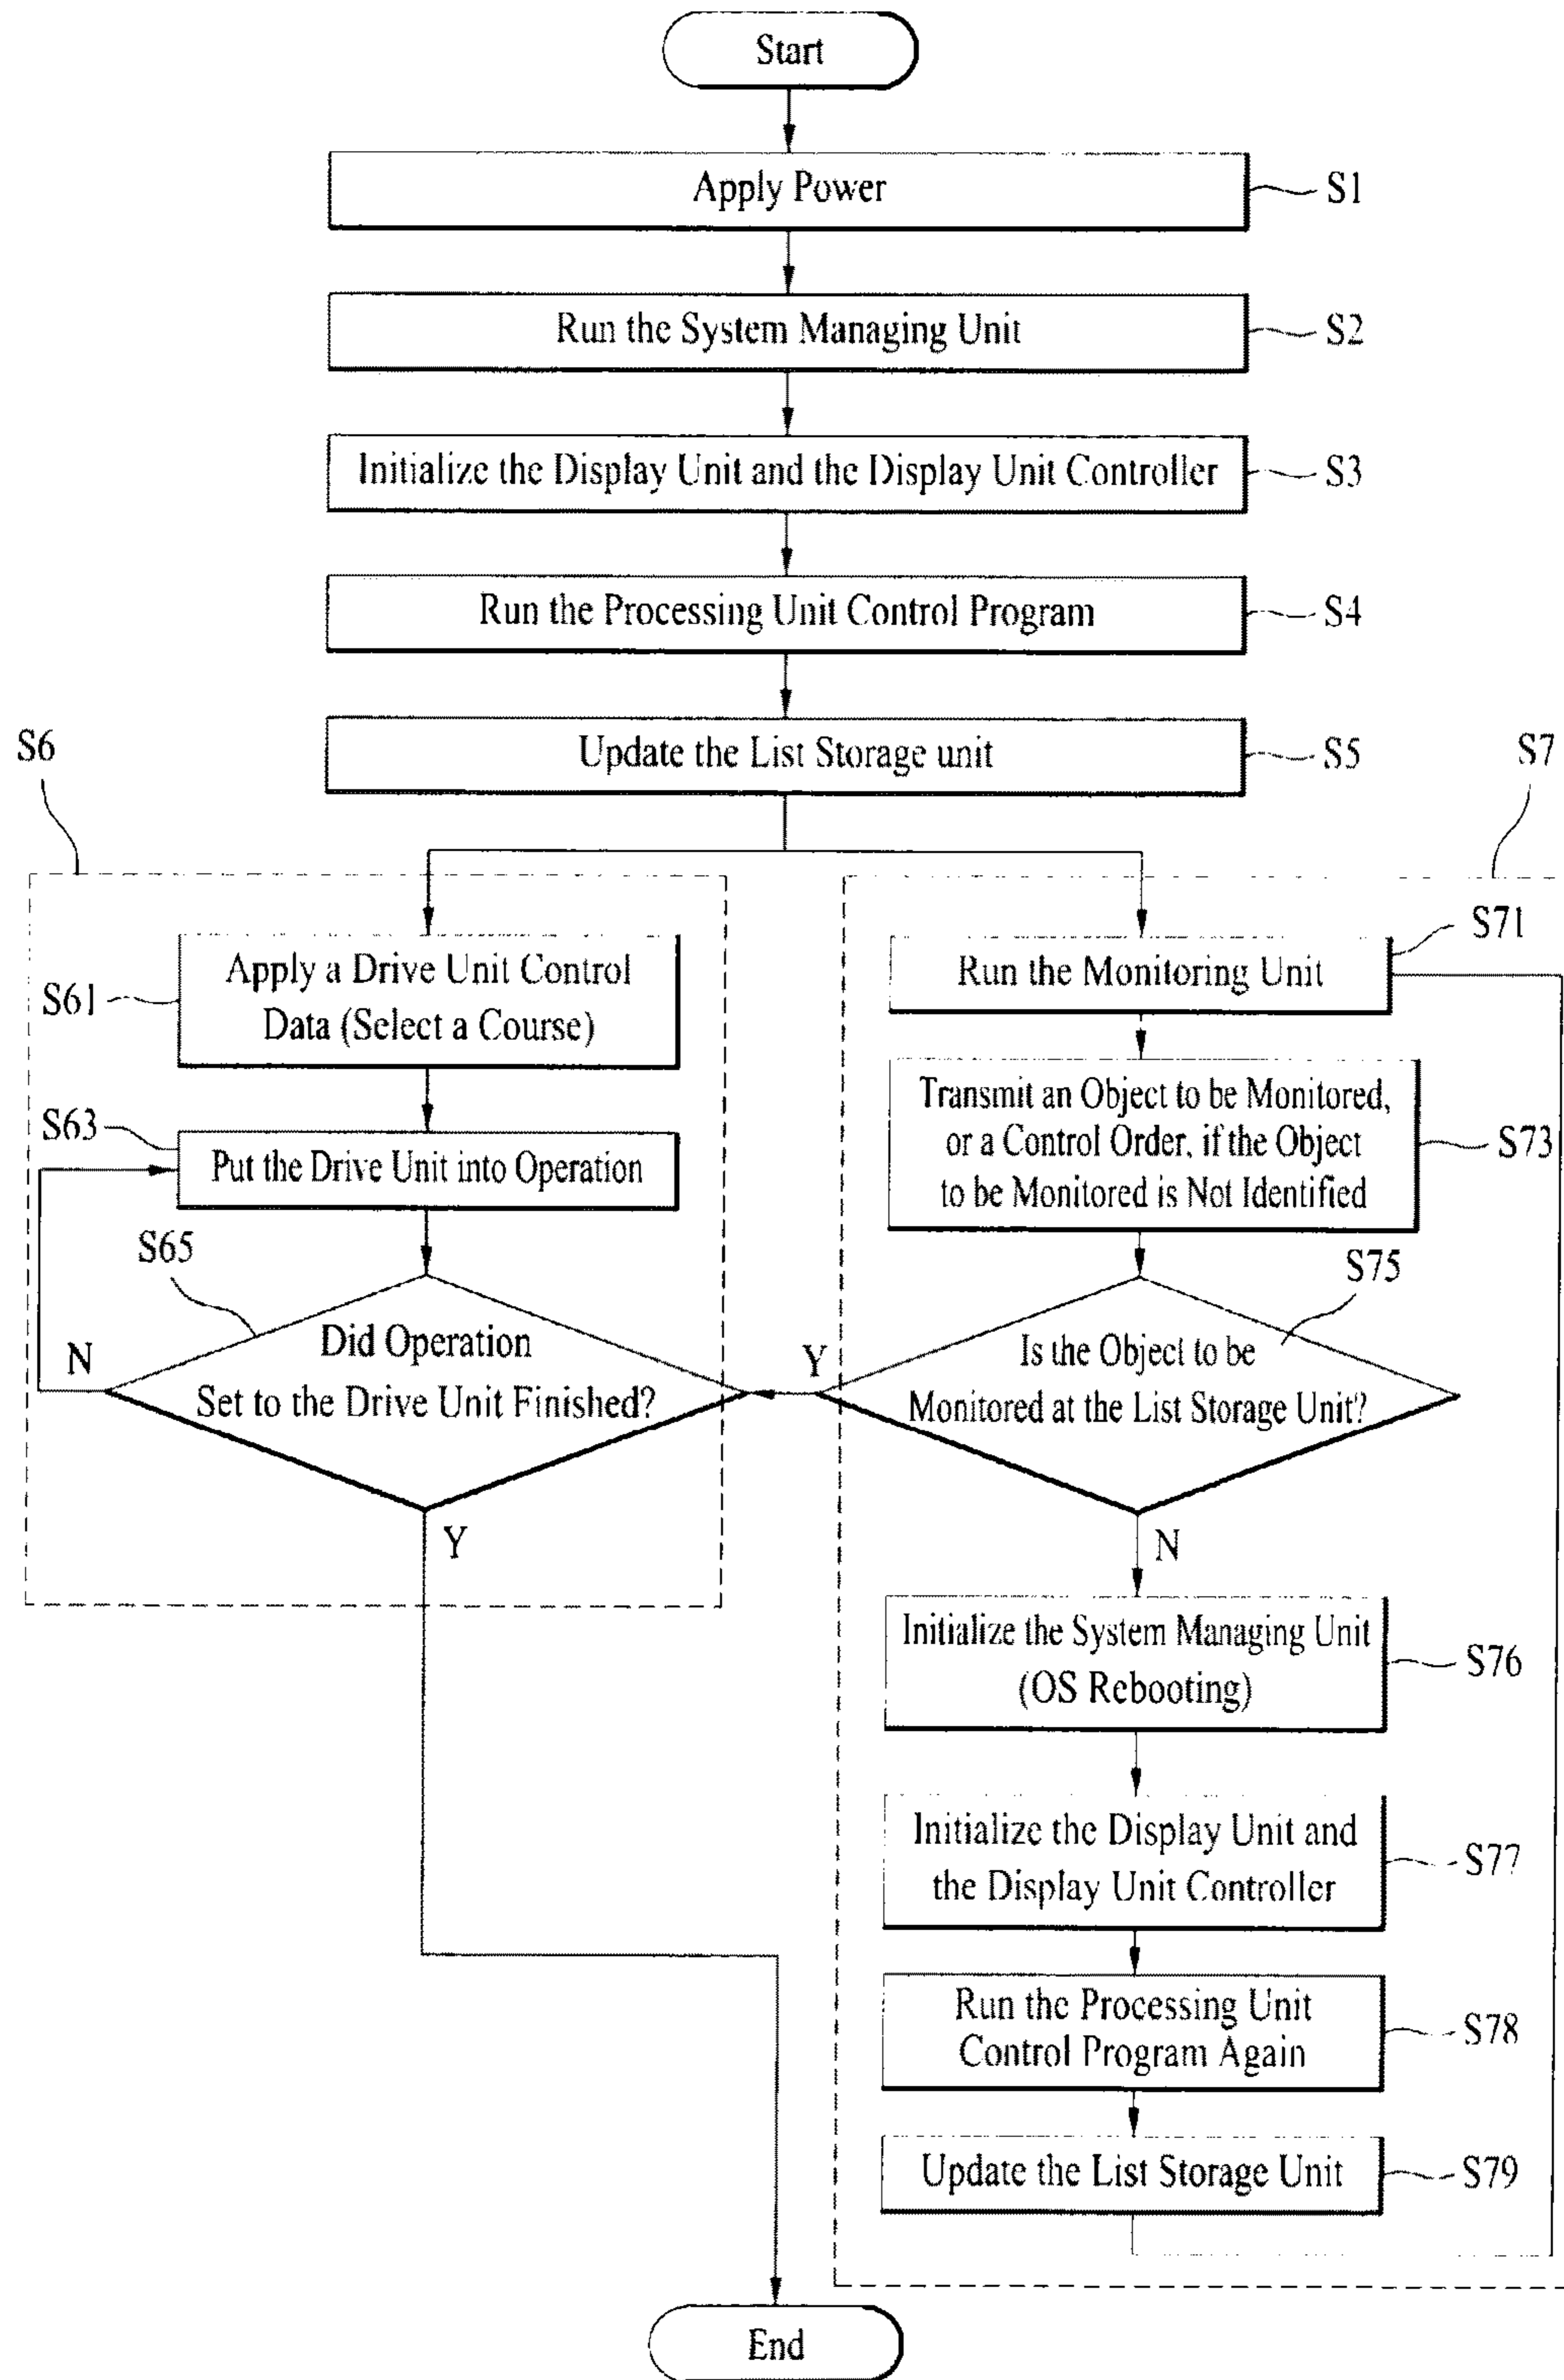 Start
Apply Power
S1
Run the System Managing Unit
S2
Initialize the Display Unit and the Display Unit Controller
S3
Run the Processing Unit Control Program
S4
Update the List Storage unit
S5
S6
S7
S61
Apply a Drive Unit Control
Data (Select a Course)
S63
Put the Drive Unit into Operation
S65
Did Operation
Set to the Drive Unit Finished?
N
Y
Run the Monitoring Unit
S71
Transmit an Object to be Monitored,
or a Control Order, if the Object
to be Monitored is Not Identified
S73
S75
Is the Object to be
Monitored at the List Storage Unit?
Y
N
Initialize the System Managing Unit
(OS Rebooting)
S76
Initialize the Display Unit and
the Display Unit Controller
S77
Run the Processing Unit
Control Program Again
S78
Update the List Storage Unit
S79
End